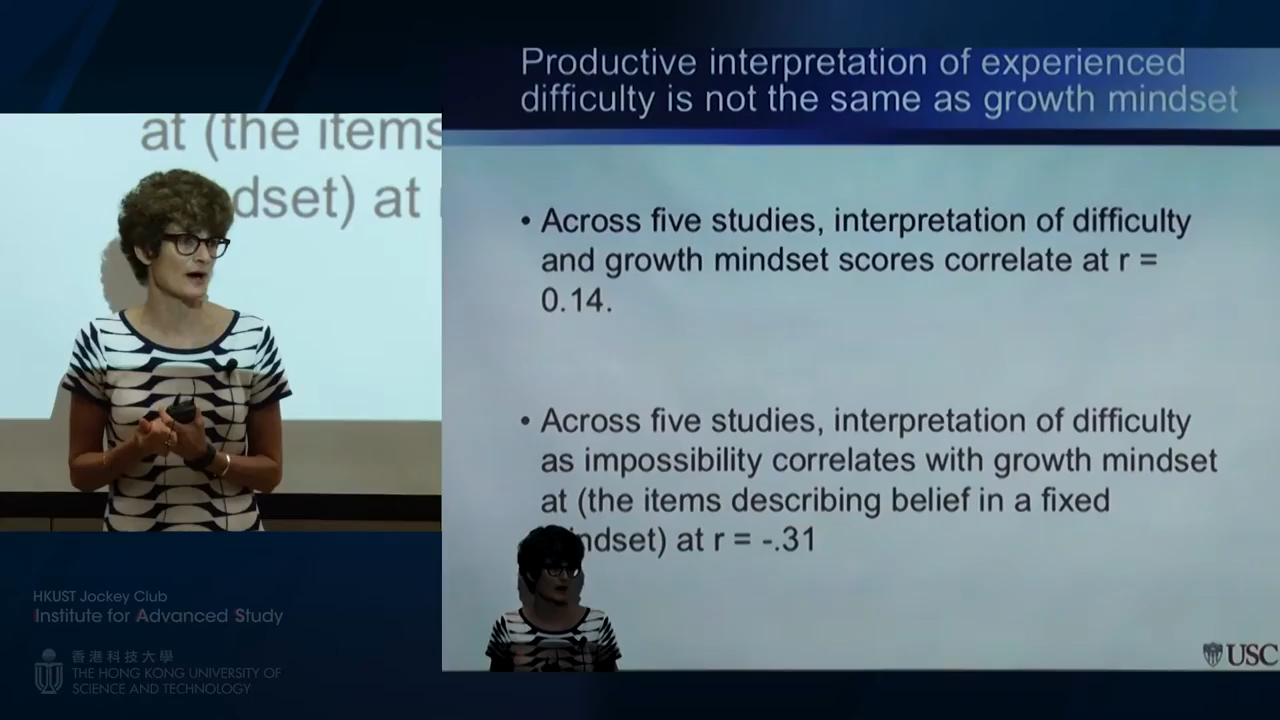 Productive interpretation of experienced
difficulty is not the same as growth mindset
at (the items
dset) at
• Across five studies, interpretation of difficulty
and growth mindset scores correlate at r =
0.14.
• Across five studies, interpretation of difficulty
as impossibility correlates with growth mindset
at (the items describing belief in a fixed
ndset) at r = -.31
HKUST Jockey Club
Institute for Advanced Study
香港科技大學
THE HONG KONG UNIVERSITY OF
SCIENCE AND TECHNOLOGY
USC